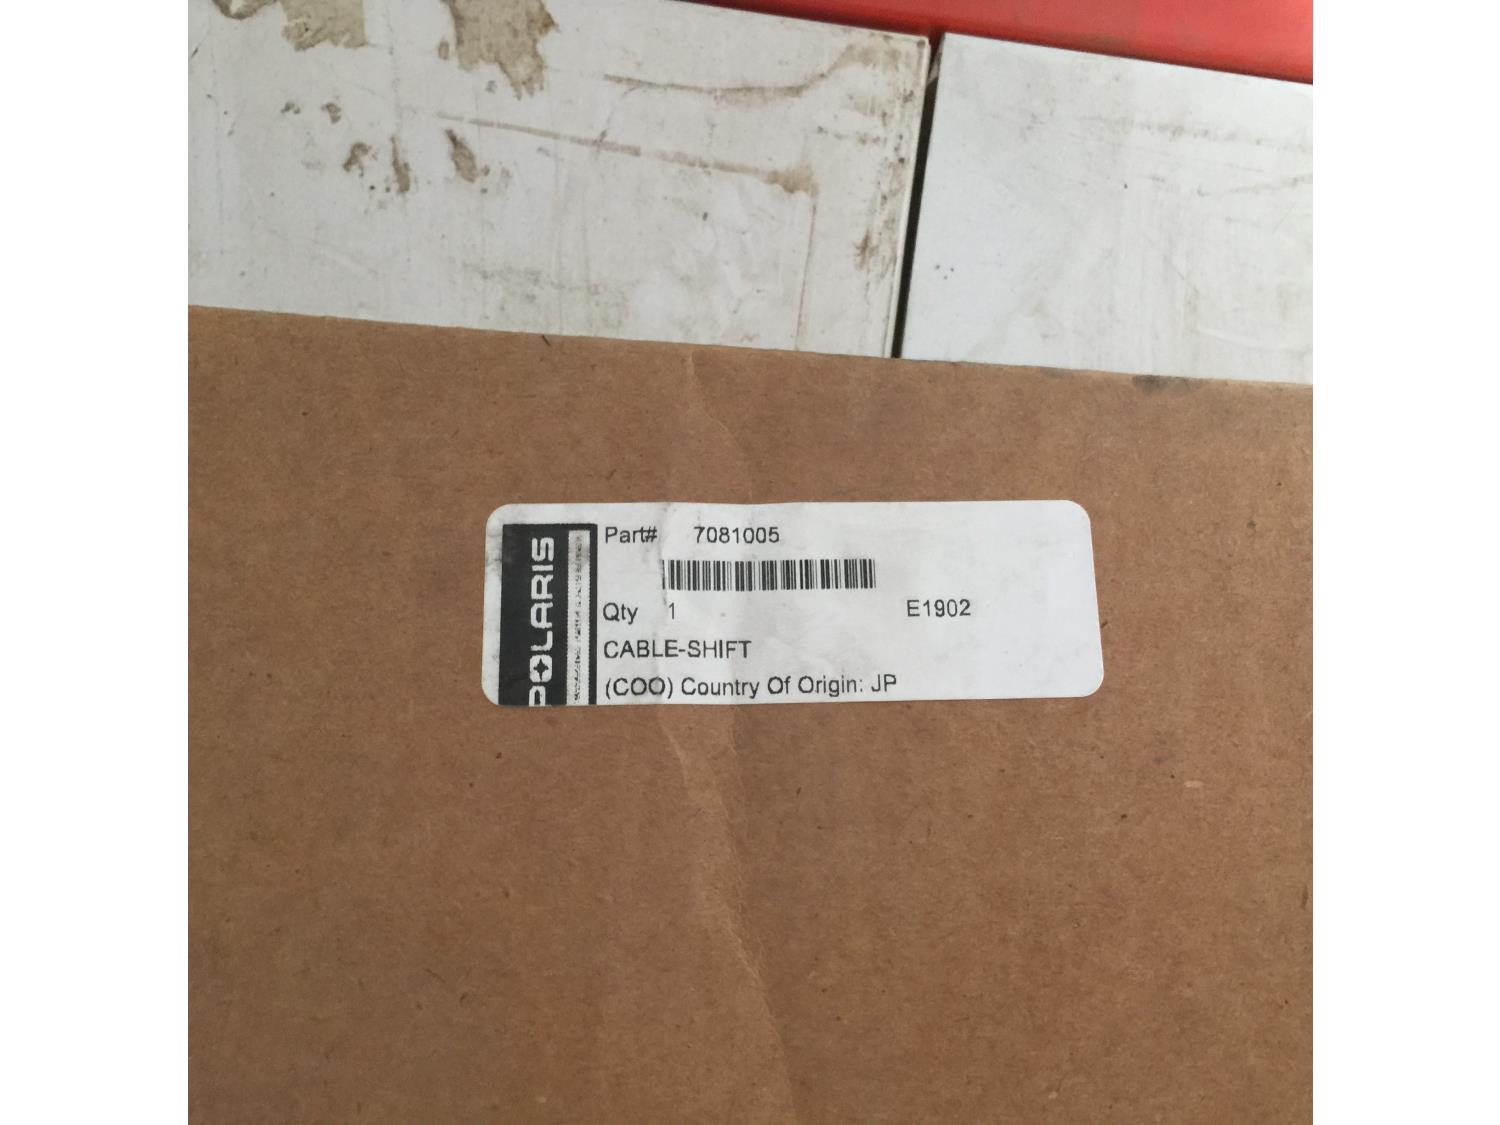 POLARIS
Part# 7081005
Qty 1 E1902
CABLE-SHIFT
(COO) Country Of Origin: JP